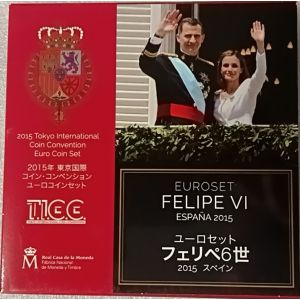 2015 Tokyo International
Coin Convention
Euro Coin Set
2015年 東京国際
コイン・コンベンション
ユーロコインセット
TICC
Real Casa de la Moneda
Fábrica Nacional
de Moneda y Timbre
EUROSET
FELIPE VI
ESPAÑA 2015
ユーロセット
フェリペ6世
2015 スペイン